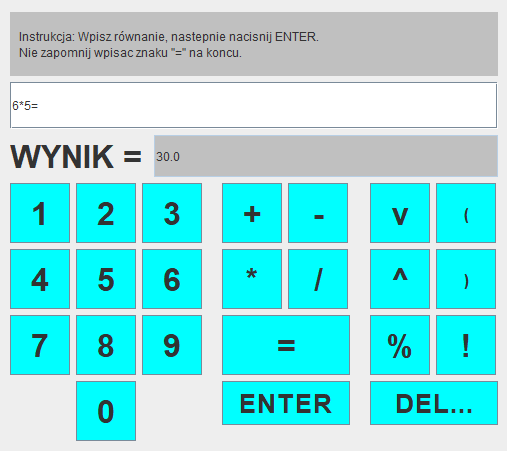 Instrukcja: Wpisz równanie, nastepnie nacisnij ENTER.
Nie zapomnij wpisac znaku "=" na koncu.
6*5=
WYNIK = 30.0
1 2 3 + - v (
4 5 6 * / ^ )
7 8 9 = % !
0 ENTER DEL...